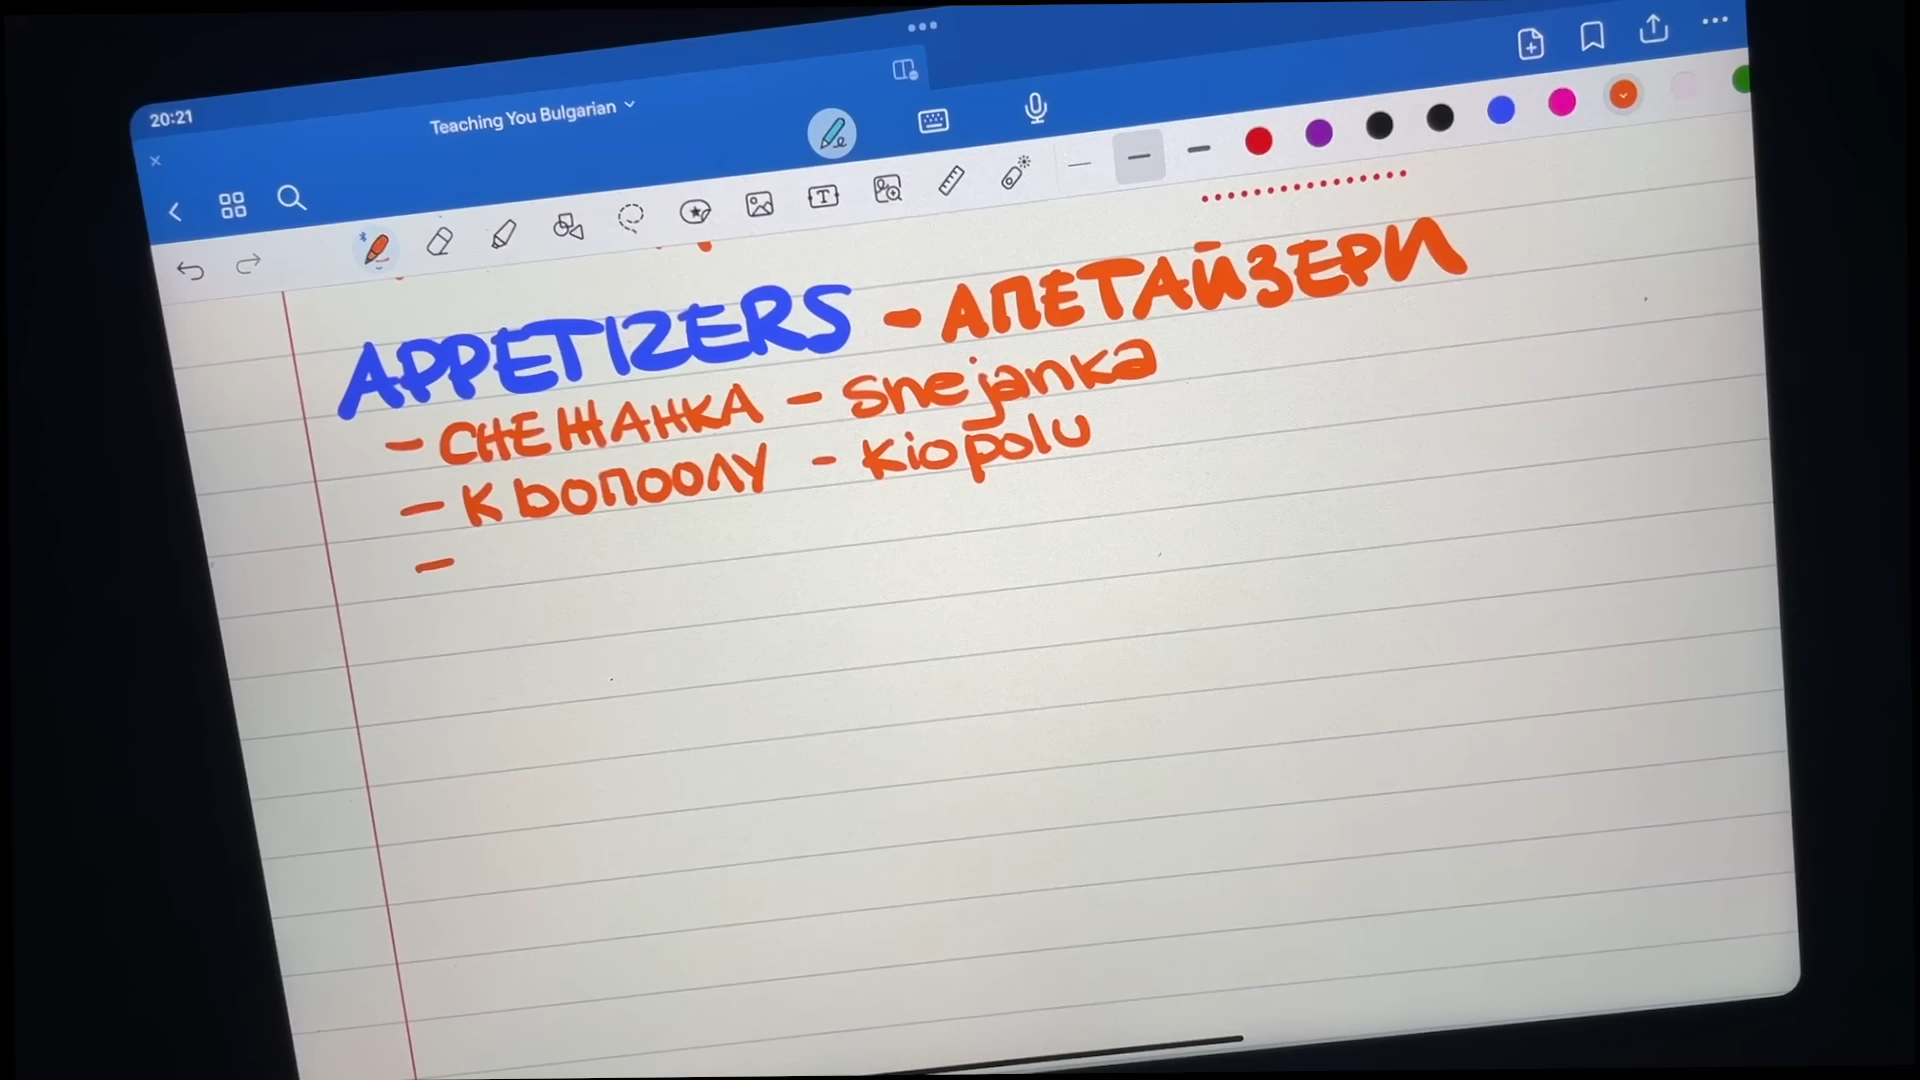 20:21
Teaching You Bulgarian
APPETIZERS - АПЕТАЙЗЕРИ
- СНЕЖАНКА - Snejanka
- КЬОПООЛУ - Kiopolu
-